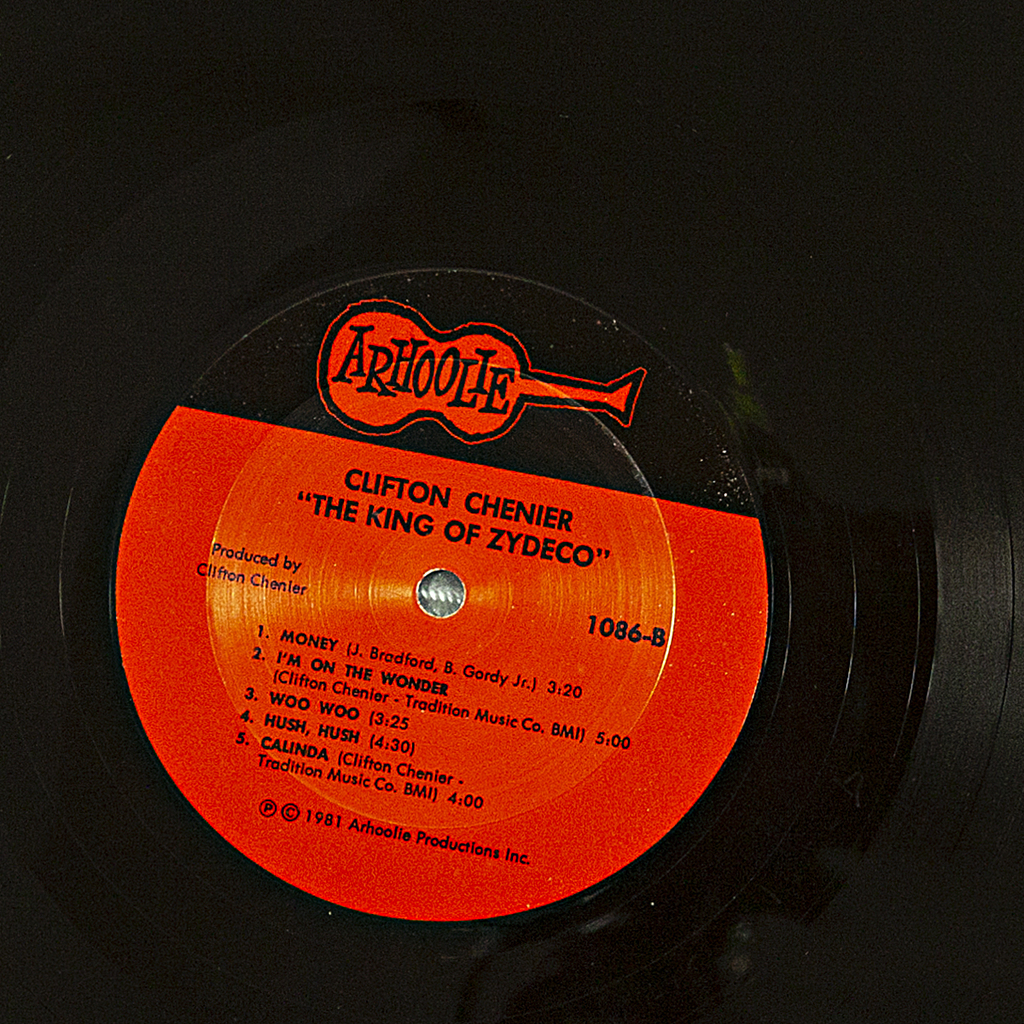 ARHOOLIE
CLIFTON CHENIER
“THE KING OF ZYDECO”
Produced by
Clifton Chenier
1086-B
1. MONEY (J. Bradford, B. Gordy Jr.) 3:20
2. I'M ON THE WONDER
(Clifton Chenier - Tradition Music Co. BMI) 5:00
3. WOO WOO (3:25
4. HUSH, HUSH (4:30)
5. CALINDA (Clifton Chenier -
Tradition Music Co. BMI) 4:00
Ⓟ © 1981 Arhoolie Productions Inc.